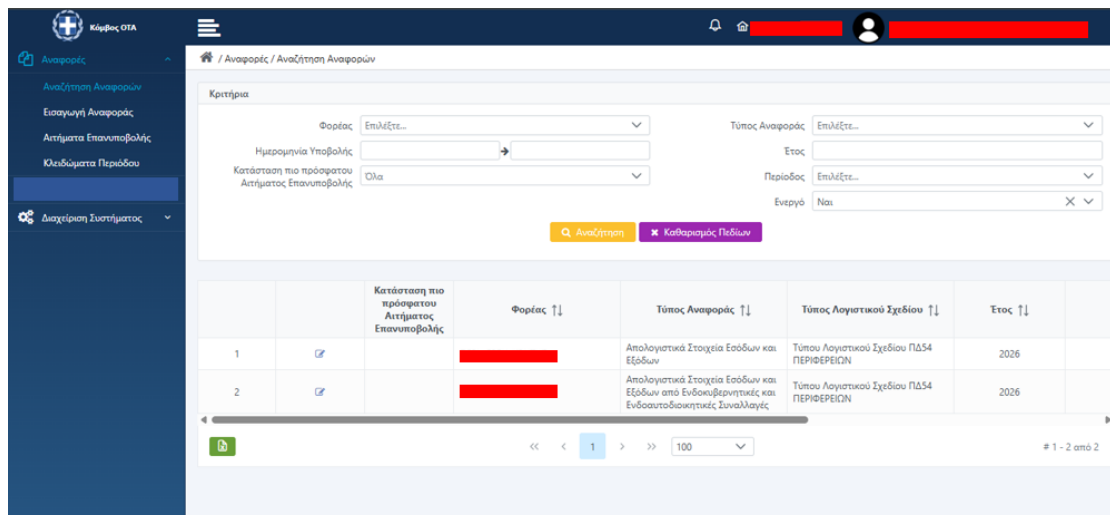 Κόμβος ΟΤΑ
Αναφορές
Αναζήτηση Αναφορών
Εισαγωγή Αναφοράς
Αιτήματα Επανυποβολής
Κλειδώματα Περιόδου
Διαχείριση Συστήματος
/ Αναφορές / Αναζήτηση Αναφορών
Κριτήρια
Φορέας Επιλέξτε... Τύπος Αναφοράς Επιλέξτε...
Ημερομηνία Υποβολής Έτος
Κατάσταση πιο πρόσφατου
Αιτήματος Επανυποβολής Όλα Περίοδος Επιλέξτε...
Ενεργό Ναι
Αναζήτηση Καθαρισμός Πεδίων
Κατάσταση πιο
πρόσφατου
Αιτήματος
Επανυποβολής
Φορέας Τύπος Αναφοράς Τύπος Λογιστικού Σχεδίου Έτος
1 Απολογιστικά Στοιχεία Εσόδων και
Εξόδων
Τύπου Λογιστικού Σχεδίου ΠΔ54
ΠΕΡΙΦΕΡΕΙΩΝ
2026
2 Απολογιστικά Στοιχεία Εσόδων και
Εξόδων από Ενδοκυβερνητικές και
Ενδοαυτοδιοικητικές Συναλλαγές
Τύπου Λογιστικού Σχεδίου ΠΔ54
ΠΕΡΙΦΕΡΕΙΩΝ
2026
<< < 1 > >> 100 # 1 - 2 από 2